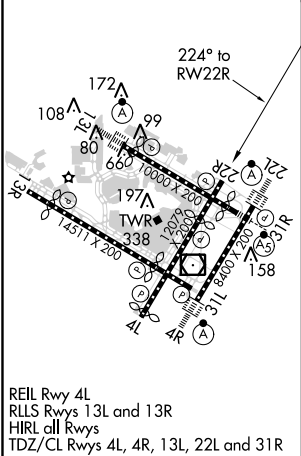 224° to
RW22R
172
A
108
99
13L
80
660
P
10000 X 200
22R
A
22L
13R
P
197
TWR
338
12079
X 200
P
P
31R
A5
158
14511 X 200
P
8400 X 200
P
4L
4R
31L
A
REIL Rwy 4L
RLLS Rwys 13L and 13R
HIRL all Rwys
TDZ/CL Rwys 4L, 4R, 13L, 22L and 31R